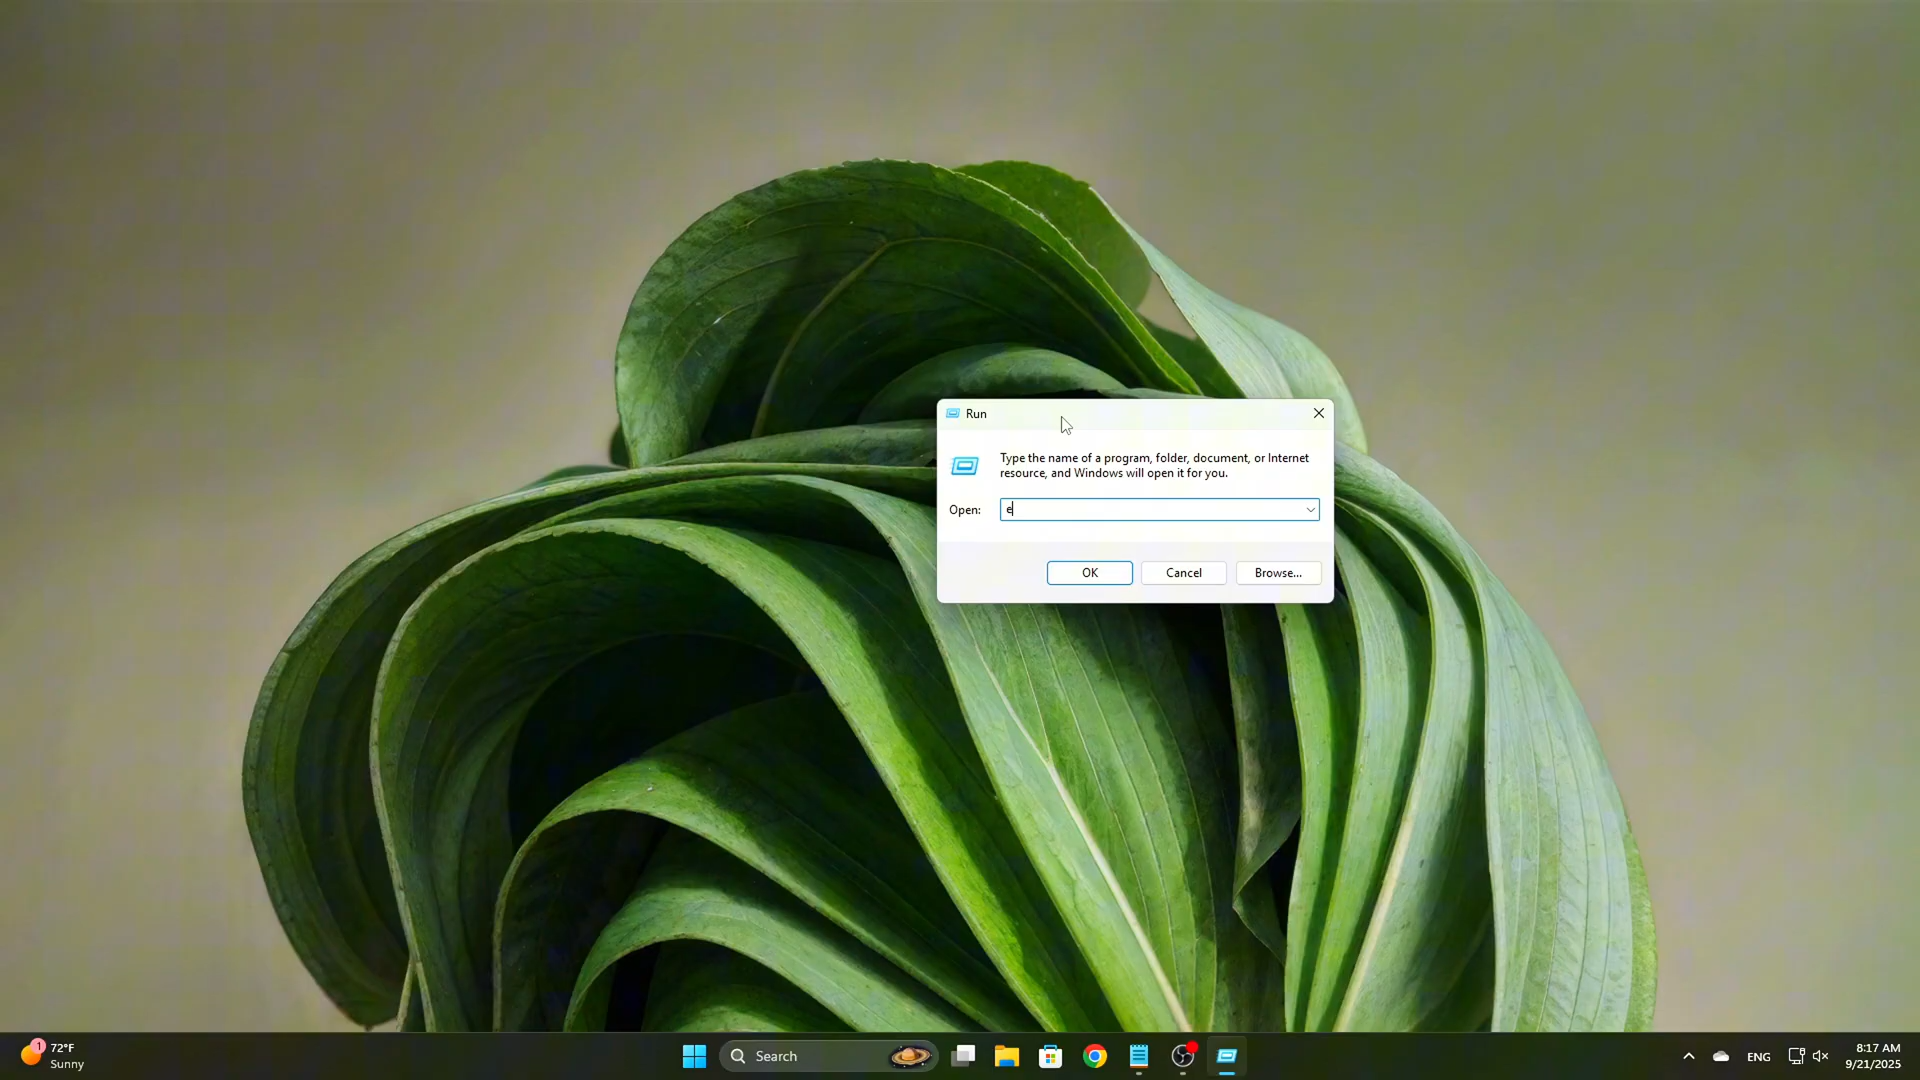 Run
Type the name of a program, folder, document, or Internet
resource, and Windows will open it for you.
Open:
e
OK
Cancel
Browse...
1
72°F
Sunny
Search
ENG
8:17 AM
9/21/2025